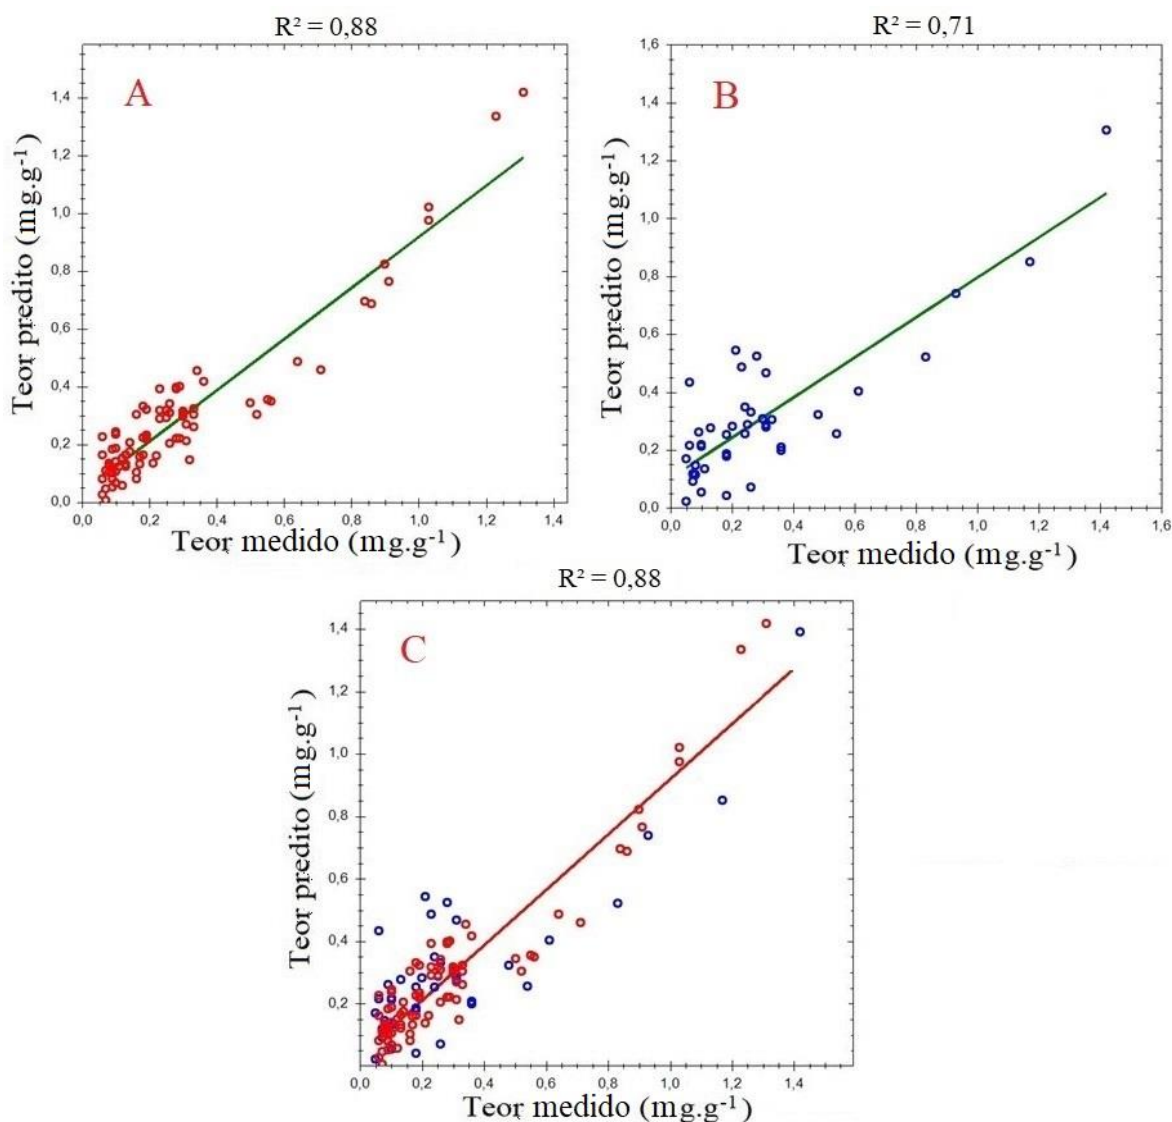 R² = 0,88
A
Teor predito (mg.g⁻¹)
1,4
1,2
1,0
0,8
0,6
0,4
0,2
0,0
0,0 0,2 0,4 0,6 0,8 1,0 1,2 1,4
Teor medido (mg.g⁻¹)
R² = 0,71
B
Teor predito (mg.g⁻¹)
1,6
1,4
1,2
1,0
0,8
0,6
0,4
0,2
0,0
0,0 0,2 0,4 0,6 0,8 1,0 1,2 1,4 1,6
Teor medido (mg.g⁻¹)
R² = 0,88
C
Teor predito (mg.g⁻¹)
1,4
1,2
1,0
0,8
0,6
0,4
0,2
0,2 0,4 0,6 0,8 1,0 1,2 1,4
Teor medido (mg.g⁻¹)